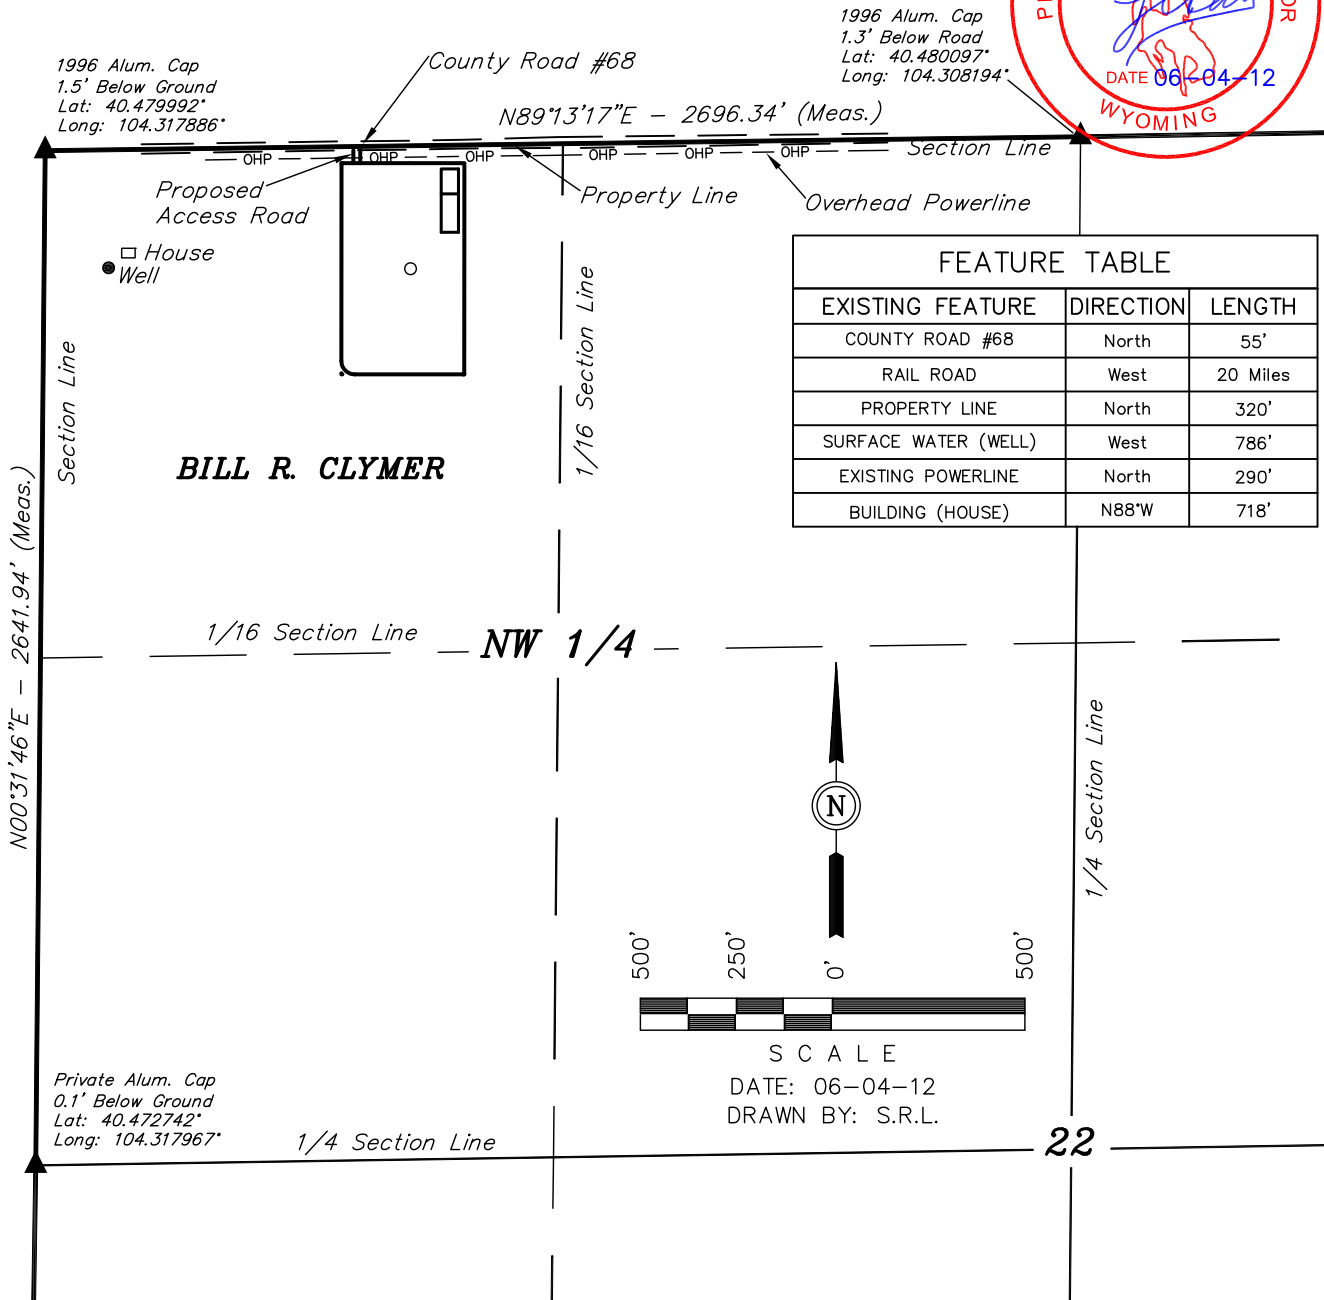 1996 Alum. Cap
1.5' Below Ground
Lat: 40.479992°
Long: 104.317886°
County Road #68
1996 Alum. Cap
1.3' Below Road
Lat: 40.480097°
Long: 104.308194°
DATE 06-04-12
WYOMING
N89°13'17"E - 2696.34' (Meas.)
OHP OHP OHP OHP OHP OHP
Section Line
Proposed
Access Road
Property Line
Overhead Powerline
House
Well
Section Line
1/16 Section Line
FEATURE TABLE
EXISTING FEATURE DIRECTION LENGTH
COUNTY ROAD #68 North 55'
RAIL ROAD West 20 Miles
PROPERTY LINE North 320'
SURFACE WATER (WELL) West 786'
EXISTING POWERLINE North 290'
BUILDING (HOUSE) N88°W 718'
BILL R. CLYMER
N00°31'46"E - 2641.94' (Meas.)
1/16 Section Line
NW 1/4
N
1/4 Section Line
500' 250' 0' 500'
SCALE
DATE: 06-04-12
DRAWN BY: S.R.L.
Private Alum. Cap
0.1' Below Ground
Lat: 40.472742°
Long: 104.317967°
1/4 Section Line
22